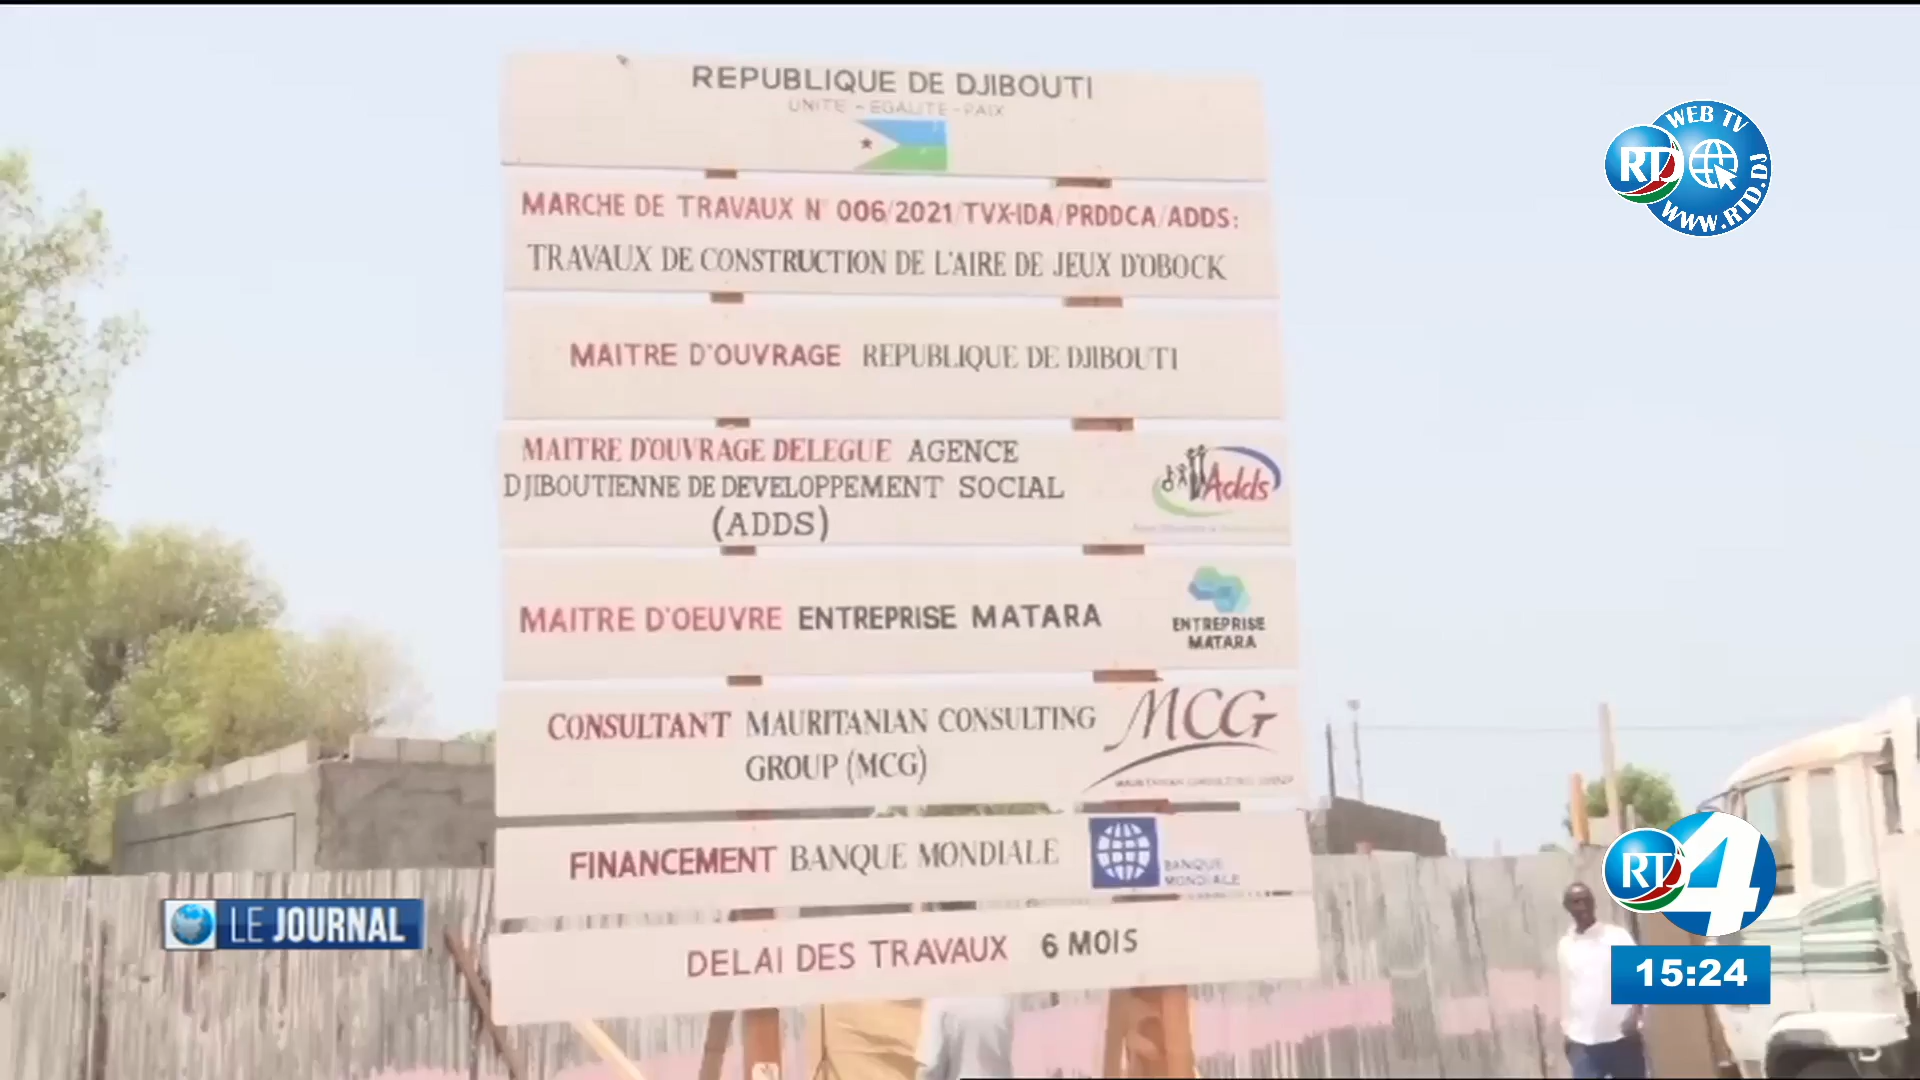 REPUBLIQUE DE DJIBOUTI
UNITE - EGALITE - PAIX
MARCHE DE TRAVAUX N° 006/2021/TVX-IDA/PRDDCA/ADDS:
TRAVAUX DE CONSTRUCTION DE L'AIRE DE JEUX D'OBOCK
MAITRE D'OUVRAGE REPUBLIQUE DE DJIBOUTI
MAITRE D'OUVRAGE DELEGUE AGENCE
DJIBOUTIENNE DE DEVELOPPEMENT SOCIAL
(ADDS)
Adds
MAITRE D'OEUVRE ENTREPRISE MATARA
ENTREPRISE
MATARA
CONSULTANT MAURITANIAN CONSULTING
GROUP (MCG)
MCG
MAURITANIAN CONSULTING GROUP
FINANCEMENT BANQUE MONDIALE
BANQUE
MONDIALE
DELAI DES TRAVAUX 6 MOIS
WEB TV
RTD
WWW.RTD.DJ
LE JOURNAL
RTD
4
15:24